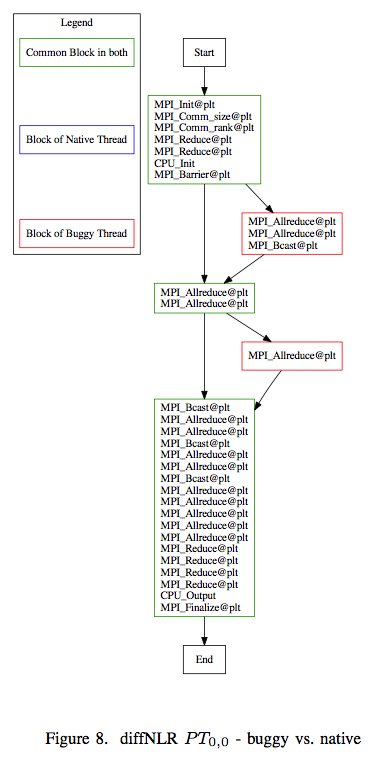 Legend
Common Block in both
Block of Native Thread
Block of Buggy Thread
Start
MPI_Init@plt
MPI_Comm_size@plt
MPI_Comm_rank@plt
MPI_Reduce@plt
MPI_Reduce@plt
CPU_Init
MPI_Barrier@plt
MPI_Allreduce@plt
MPI_Allreduce@plt
MPI_Bcast@plt
MPI_Allreduce@plt
MPI_Allreduce@plt
MPI_Allreduce@plt
MPI_Bcast@plt
MPI_Allreduce@plt
MPI_Allreduce@plt
MPI_Bcast@plt
MPI_Allreduce@plt
MPI_Allreduce@plt
MPI_Bcast@plt
MPI_Allreduce@plt
MPI_Allreduce@plt
MPI_Allreduce@plt
MPI_Allreduce@plt
MPI_Allreduce@plt
MPI_Reduce@plt
MPI_Reduce@plt
MPI_Reduce@plt
MPI_Reduce@plt
CPU_Output
MPI_Finalize@plt
End
Figure 8. diffNLR PT0,0 - buggy vs. native